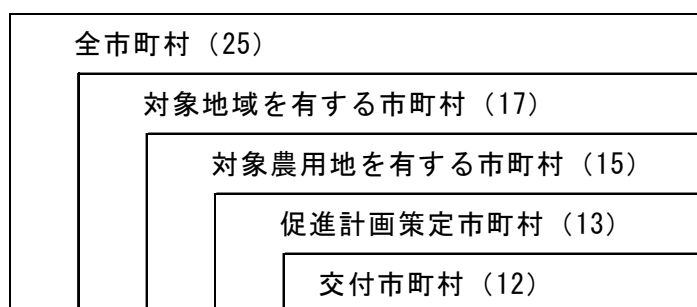 全市町村（25）
対象地域を有する市町村（17）
対象農用地を有する市町村（15）
促進計画策定市町村（13）
交付市町村（12）